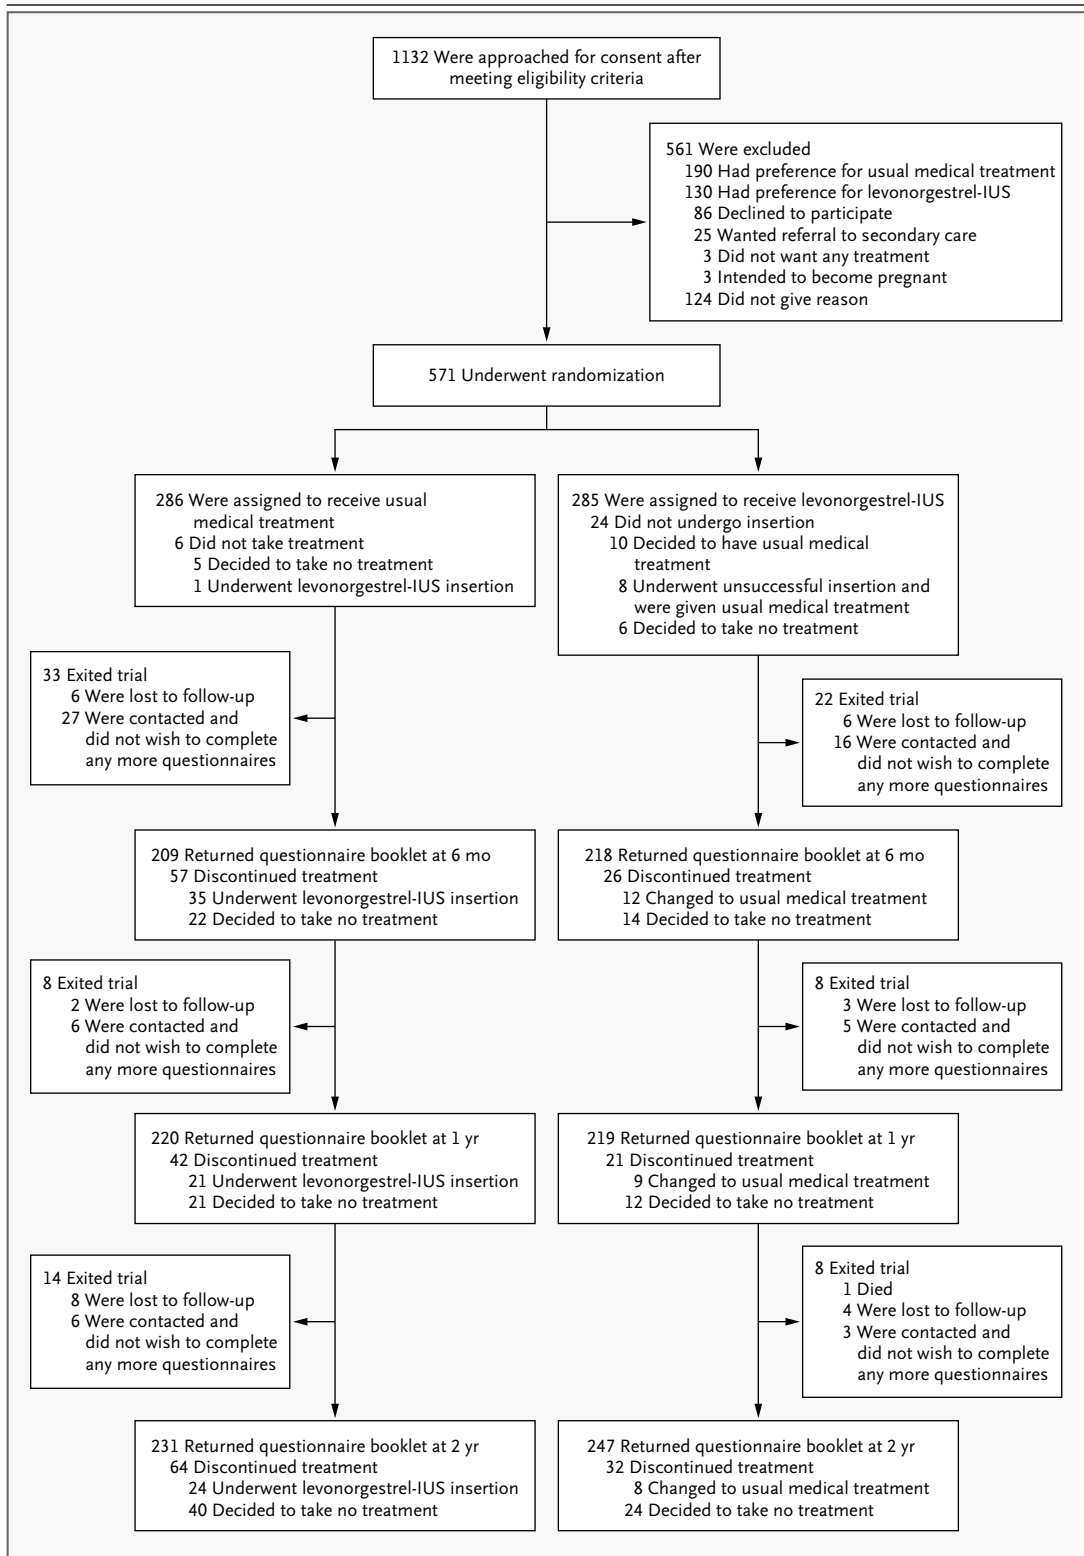 1132 Were approached for consent after
meeting eligibility criteria
561 Were excluded
190 Had preference for usual medical treatment
130 Had preference for levonorgestrel-IUS
86 Declined to participate
25 Wanted referral to secondary care
3 Did not want any treatment
3 Intended to become pregnant
124 Did not give reason
571 Underwent randomization
286 Were assigned to receive usual
medical treatment
6 Did not take treatment
5 Decided to take no treatment
1 Underwent levonorgestrel-IUS insertion
285 Were assigned to receive levonorgestrel-IUS
24 Did not undergo insertion
10 Decided to have usual medical
treatment
8 Underwent unsuccessful insertion and
were given usual medical treatment
6 Decided to take no treatment
33 Exited trial
6 Were lost to follow-up
27 Were contacted and
did not wish to complete
any more questionnaires
22 Exited trial
6 Were lost to follow-up
16 Were contacted and
did not wish to complete
any more questionnaires
209 Returned questionnaire booklet at 6 mo
57 Discontinued treatment
35 Underwent levonorgestrel-IUS insertion
22 Decided to take no treatment
218 Returned questionnaire booklet at 6 mo
26 Discontinued treatment
12 Changed to usual medical treatment
14 Decided to take no treatment
8 Exited trial
2 Were lost to follow-up
6 Were contacted and
did not wish to complete
any more questionnaires
8 Exited trial
3 Were lost to follow-up
5 Were contacted and
did not wish to complete
any more questionnaires
220 Returned questionnaire booklet at 1 yr
42 Discontinued treatment
21 Underwent levonorgestrel-IUS insertion
21 Decided to take no treatment
219 Returned questionnaire booklet at 1 yr
21 Discontinued treatment
9 Changed to usual medical treatment
12 Decided to take no treatment
14 Exited trial
8 Were lost to follow-up
6 Were contacted and
did not wish to complete
any more questionnaires
8 Exited trial
1 Died
4 Were lost to follow-up
3 Were contacted and
did not wish to complete
any more questionnaires
231 Returned questionnaire booklet at 2 yr
64 Discontinued treatment
24 Underwent levonorgestrel-IUS insertion
40 Decided to take no treatment
247 Returned questionnaire booklet at 2 yr
32 Discontinued treatment
8 Changed to usual medical treatment
24 Decided to take no treatment